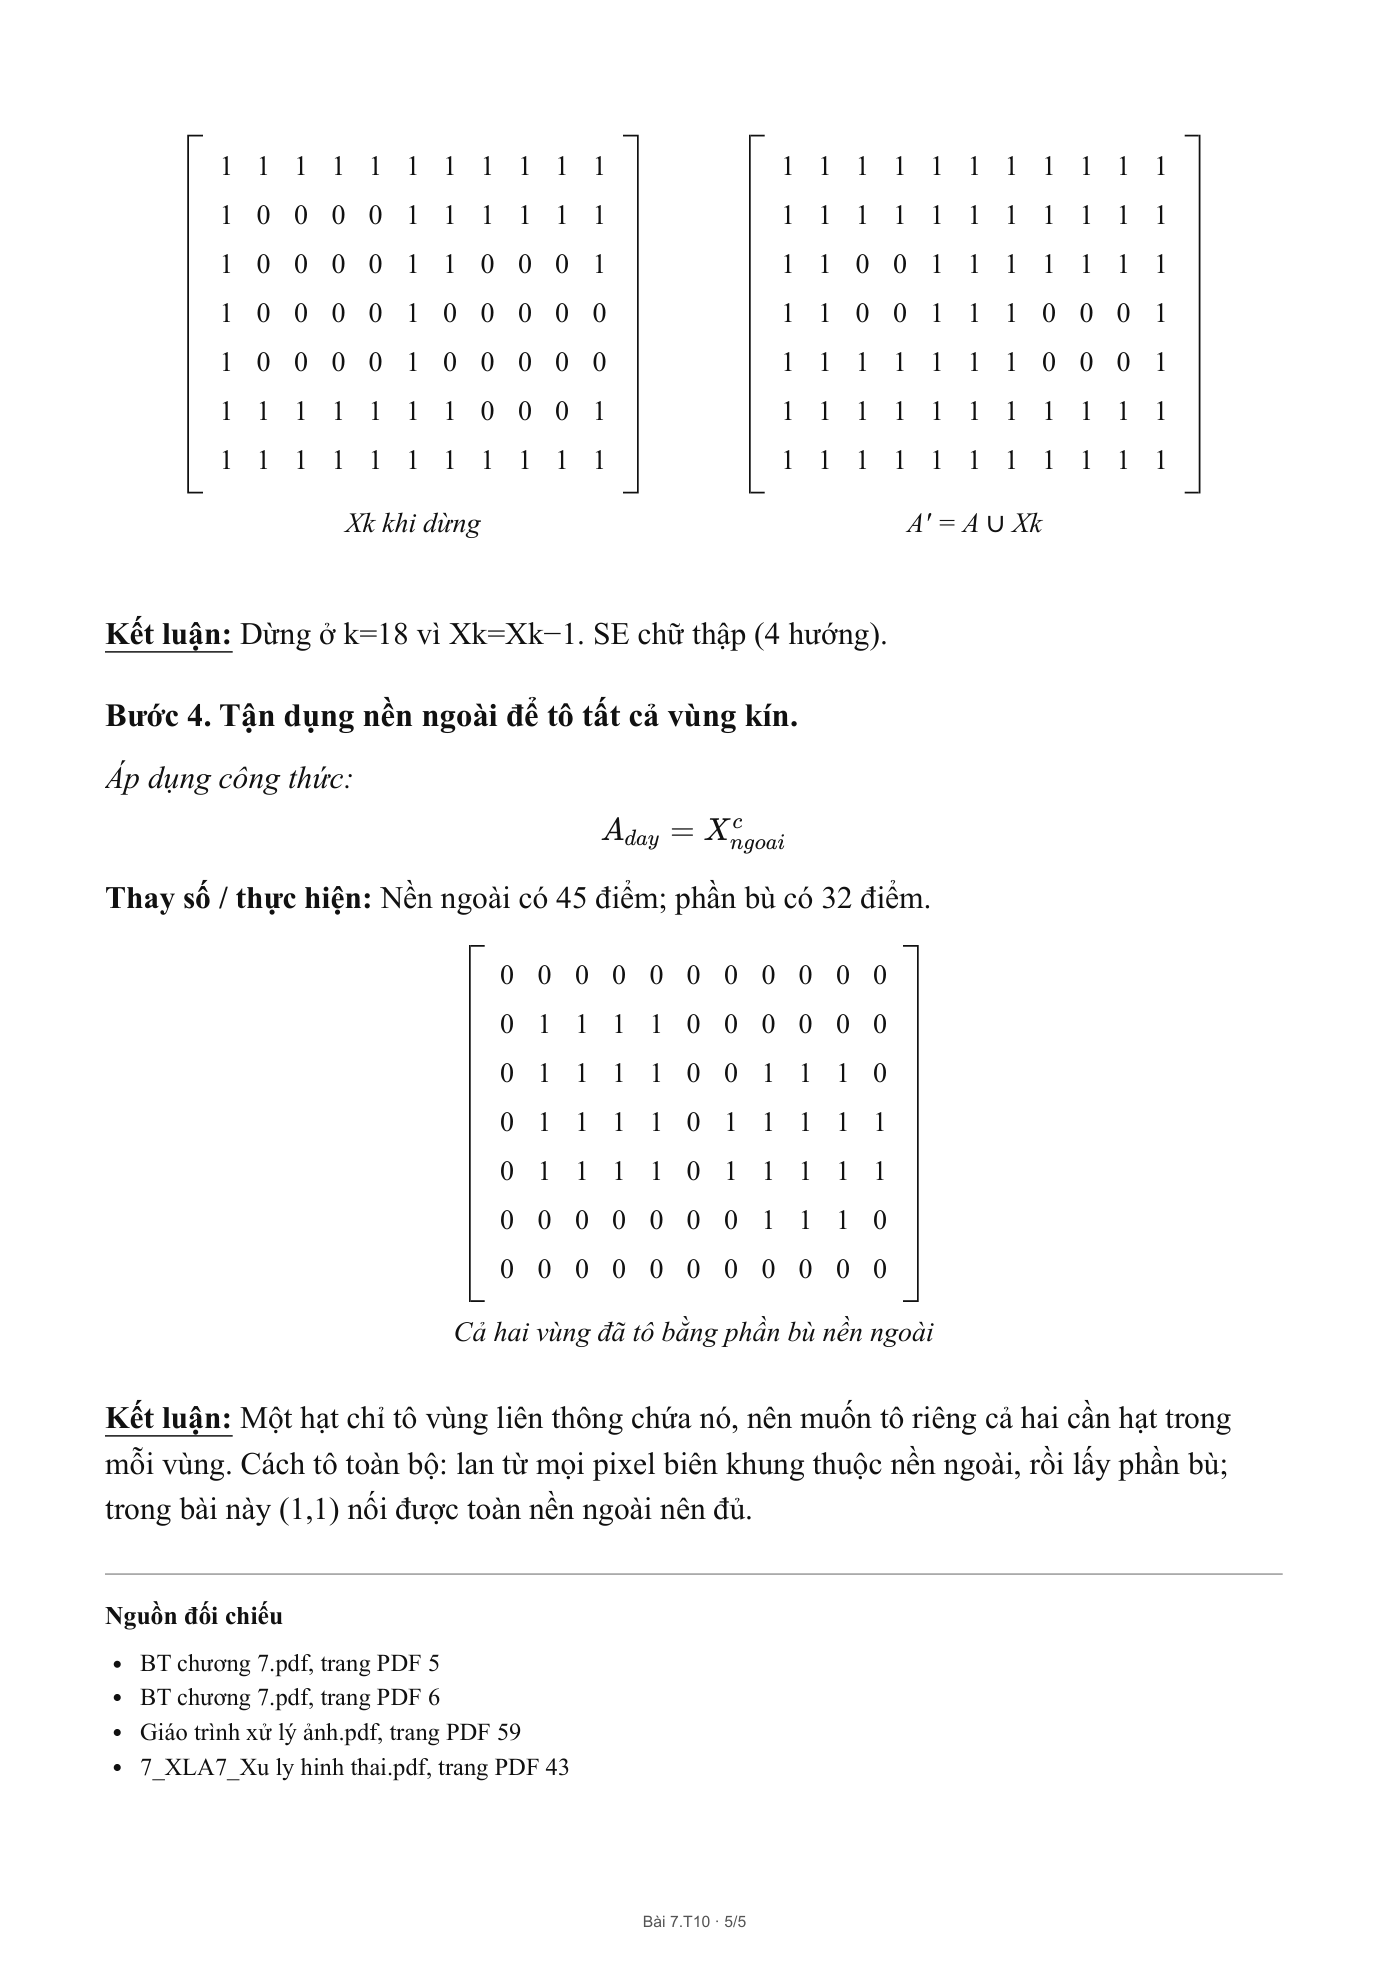 1 1 1 1 1 1 1 1 1 1 1
1 0 0 0 0 1 1 1 1 1 1
1 0 0 0 0 1 1 0 0 0 1
1 0 0 0 0 1 0 0 0 0 0
1 0 0 0 0 1 0 0 0 0 0
1 1 1 1 1 1 1 0 0 0 1
1 1 1 1 1 1 1 1 1 1 1
Xk khi dừng
1 1 1 1 1 1 1 1 1 1 1
1 1 1 1 1 1 1 1 1 1 1
1 1 0 0 1 1 1 1 1 1 1
1 1 0 0 1 1 1 0 0 0 1
1 1 1 1 1 1 1 0 0 0 1
1 1 1 1 1 1 1 1 1 1 1
1 1 1 1 1 1 1 1 1 1 1
A′ = A ∪ Xk
Kết luận: Dừng ở k=18 vì Xk=Xk−1. SE chữ thập (4 hướng).
Bước 4. Tận dụng nền ngoài để tô tất cả vùng kín.
Áp dụng công thức:
A_{day} = X^{c}_{ngoai}
Thay số / thực hiện: Nền ngoài có 45 điểm; phần bù có 32 điểm.
0 0 0 0 0 0 0 0 0 0 0
0 1 1 1 1 0 0 0 0 0 0
0 1 1 1 1 0 0 1 1 1 0
0 1 1 1 1 0 1 1 1 1 1
0 1 1 1 1 0 1 1 1 1 1
0 0 0 0 0 0 0 1 1 1 0
0 0 0 0 0 0 0 0 0 0 0
Cả hai vùng đã tô bằng phần bù nền ngoài
Kết luận: Một hạt chỉ tô vùng liên thông chứa nó, nên muốn tô riêng cả hai cần hạt trong
mỗi vùng. Cách tô toàn bộ: lan từ mọi pixel biên khung thuộc nền ngoài, rồi lấy phần bù;
trong bài này (1,1) nối được toàn nền ngoài nên đủ.
Nguồn đối chiếu
• BT chương 7.pdf, trang PDF 5
• BT chương 7.pdf, trang PDF 6
• Giáo trình xử lý ảnh.pdf, trang PDF 59
• 7_XLA7_Xu ly hinh thai.pdf, trang PDF 43
Bài 7.T10 · 5/5